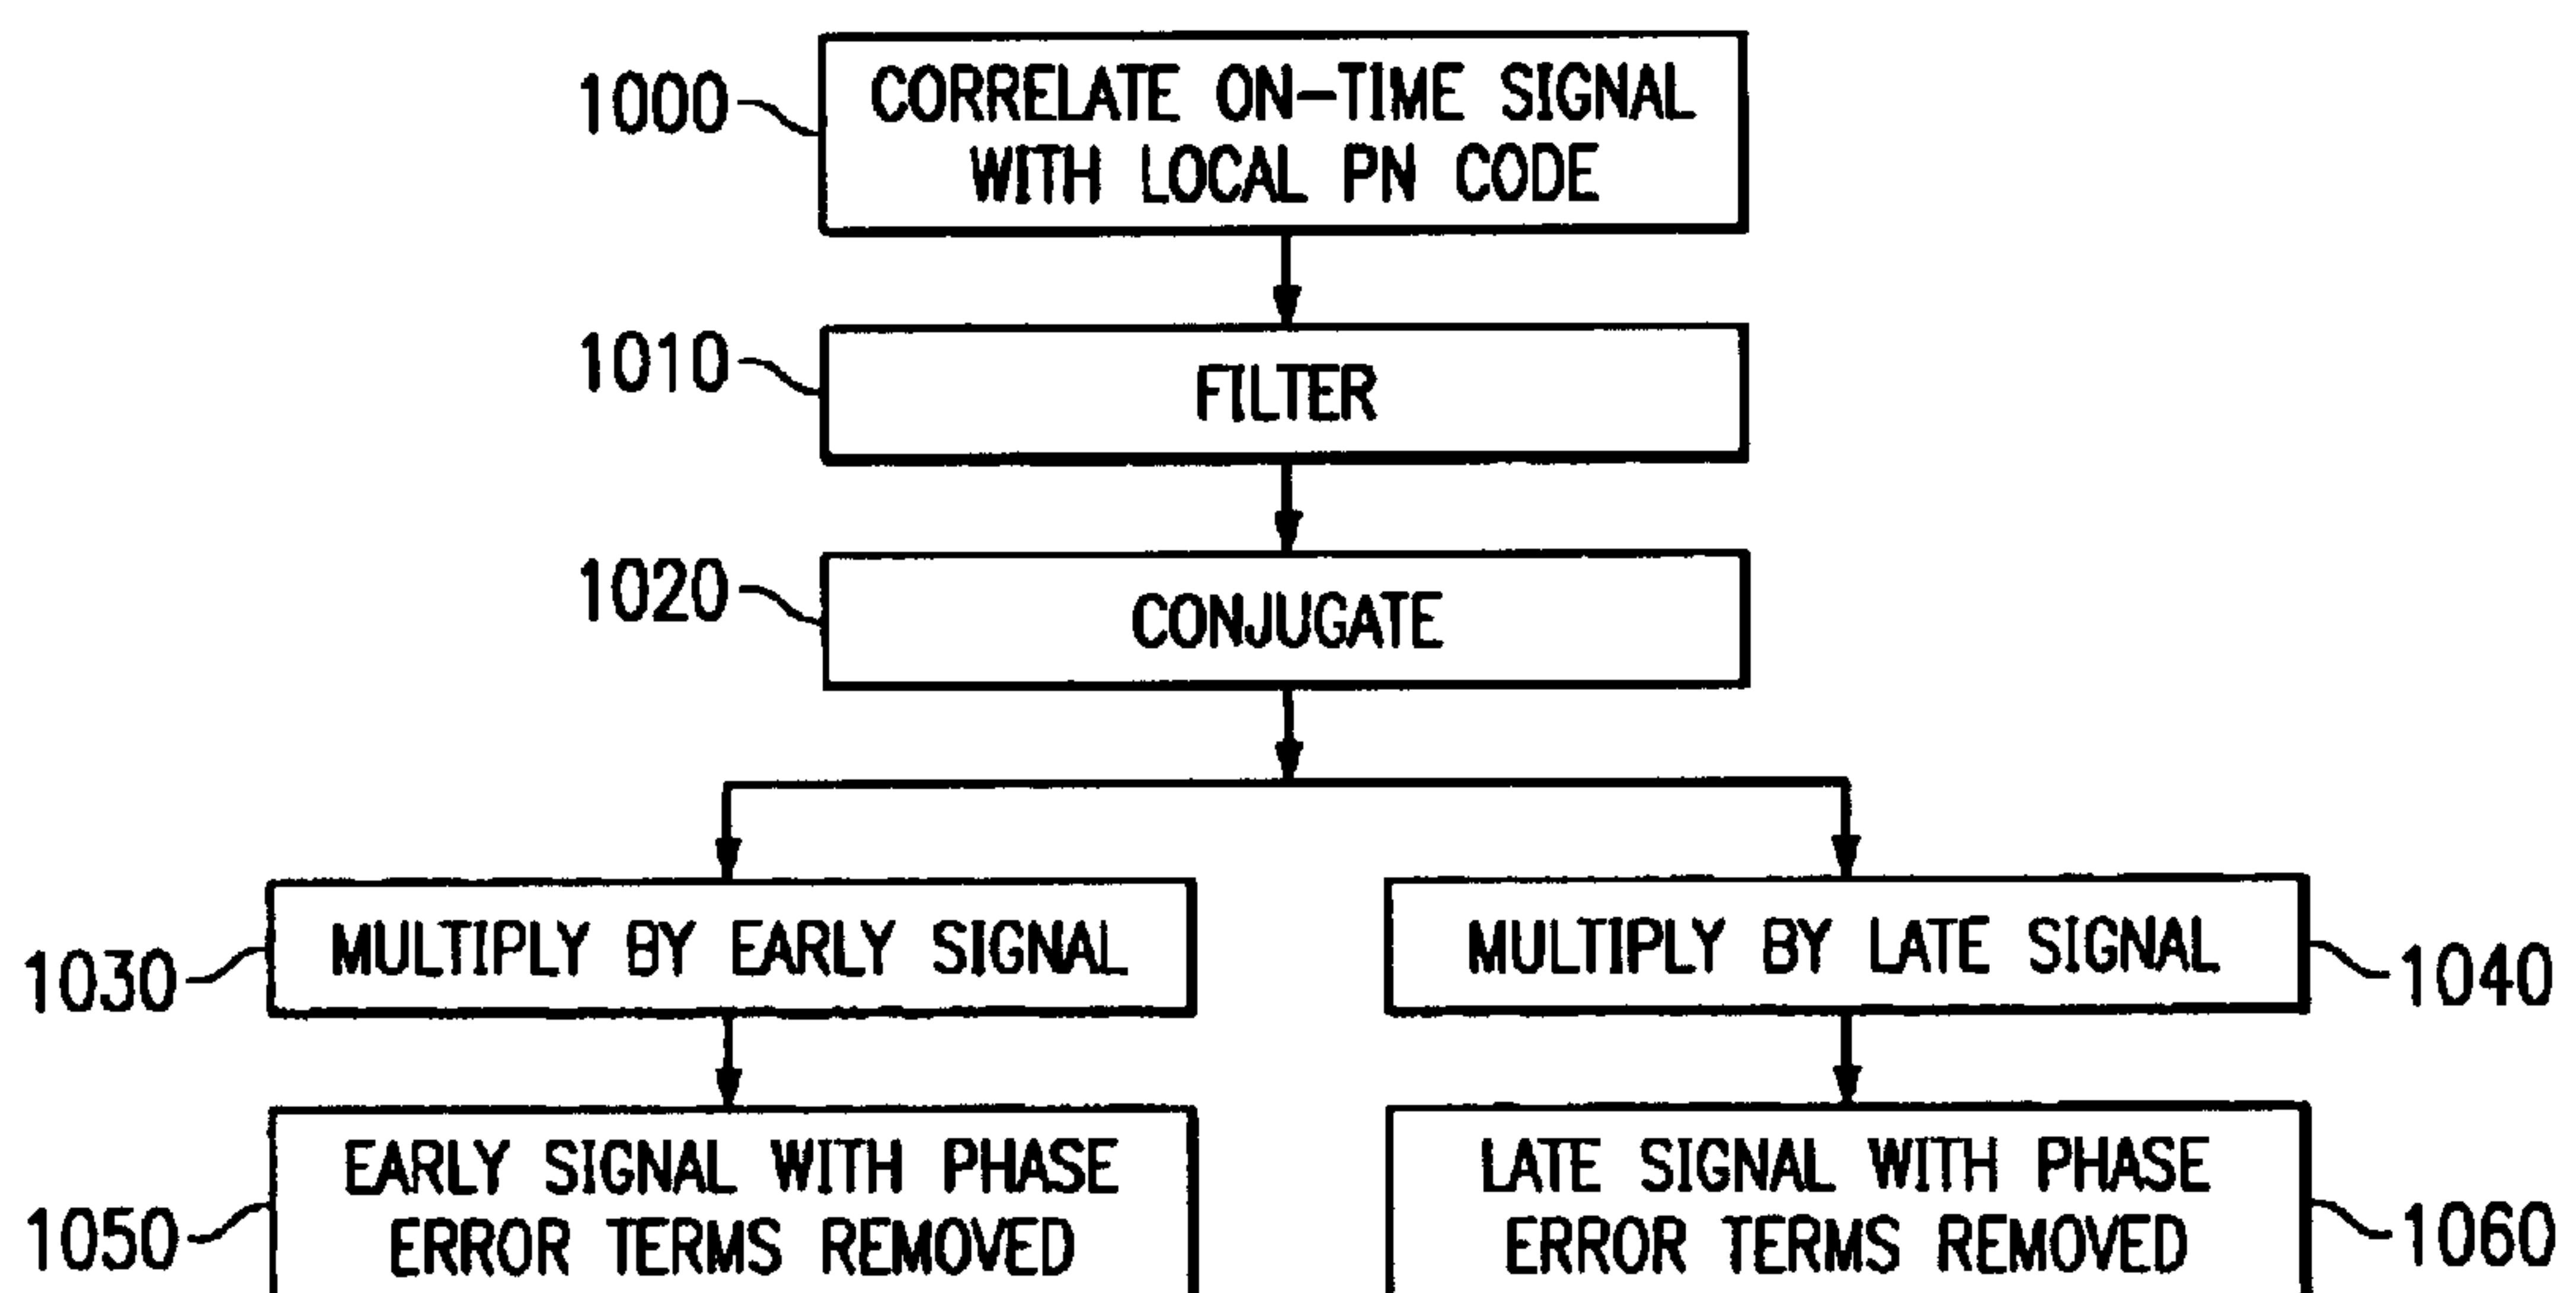 1000
CORRELATE ON-TIME SIGNAL
WITH LOCAL PN CODE
1010
FILTER
1020
CONJUGATE
1030
MULTIPLY BY EARLY SIGNAL
MULTIPLY BY LATE SIGNAL
1040
1050
EARLY SIGNAL WITH PHASE
ERROR TERMS REMOVED
LATE SIGNAL WITH PHASE
ERROR TERMS REMOVED
1060